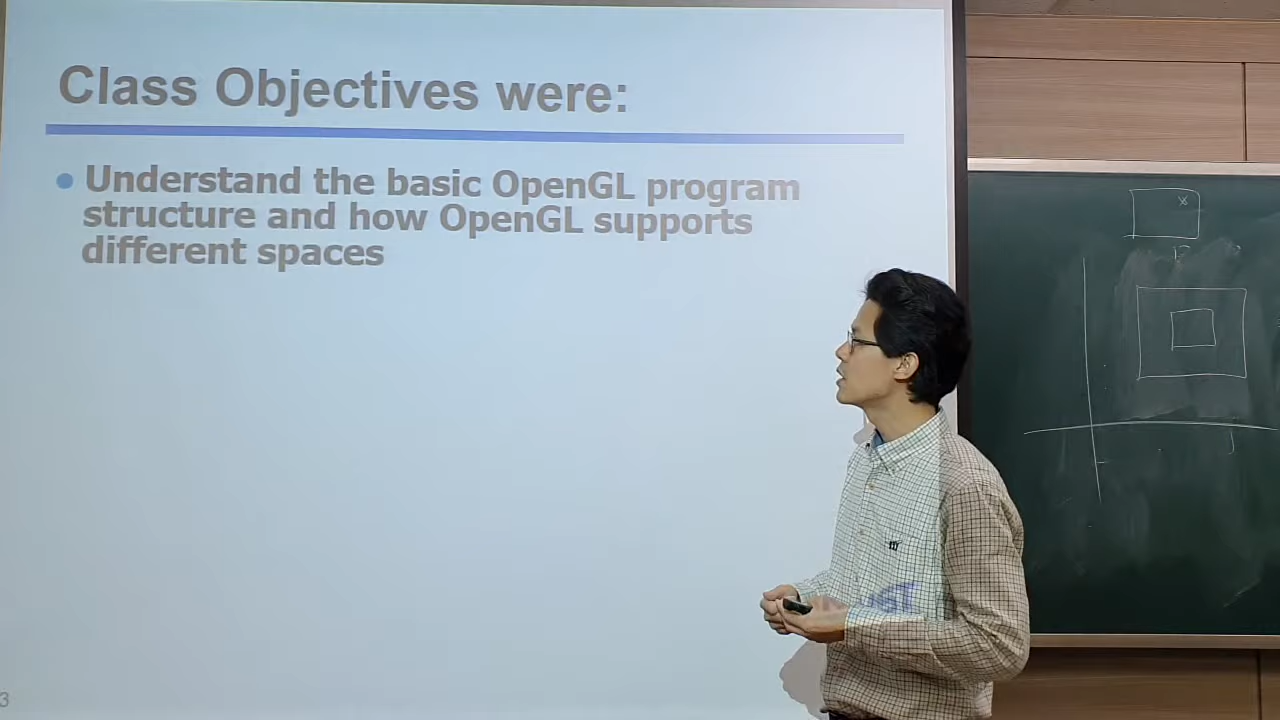 Class Objectives were:
● Understand the basic OpenGL program
structure and how OpenGL supports
different spaces
3